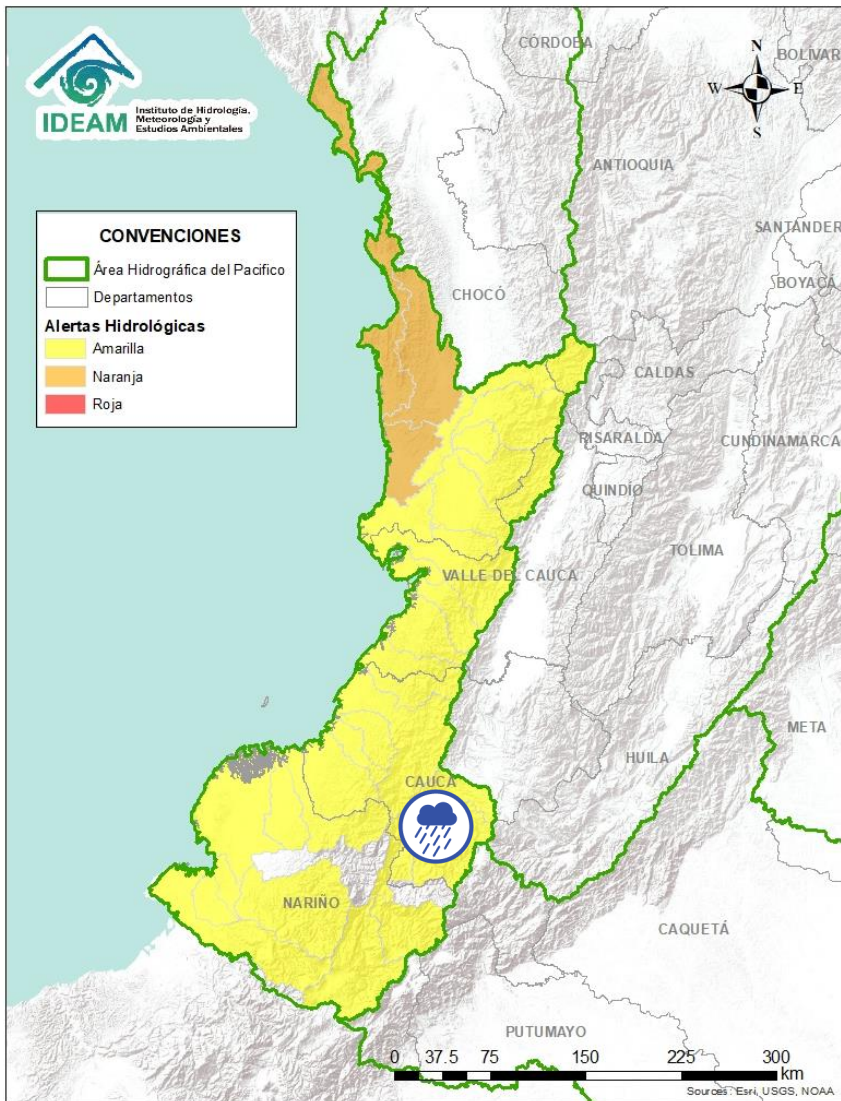 IDEAM
Instituto de Hidrología,
Meteorología y
Estudios Ambientales
CÓRDOBA
BOLIVAR
N
W
E
S
ANTIOQUIA
SANTANDER
BOYACÁ
CONVENCIONES
Área Hidrográfica del Pacifico
Departamentos
Alertas Hidrológicas
Amarilla
Naranja
Roja
CHOCÓ
CALDAS
RISARALDA
CUNDINAMARCA
QUINDÍO
TOLIMA
VALLE DEL CAUCA
META
HUILA
CAUCA
NARIÑO
CAQUETÁ
PUTUMAYO
0 37.5 75 150 225 300
km
Sources: Esri, USGS, NOAA